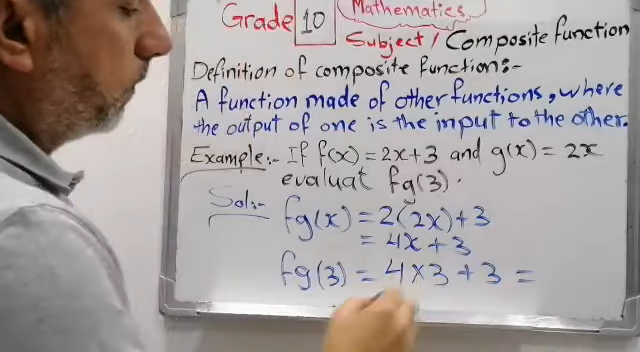 Grade 10 Mathematics
Subject / Composite function
Definition of composite function:-
A function made of other functions, where
the output of one is the input to the other.
Example:- If f(x) = 2x+3 and g(x) = 2x
evaluat fg(3).
Sol:- fg(x) = 2(2x)+3
= 4x+3
fg(3) = 4×3+3 =